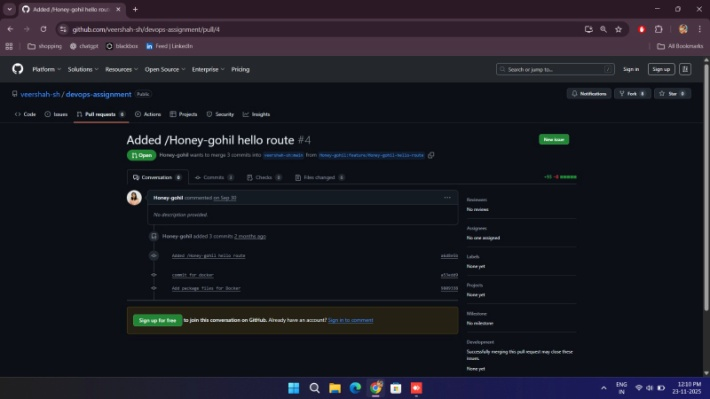 Added /Honey-gohil hello rout
github.com/veershah-sh/devops-assignment/pull/4
shopping chatgpt blackbox Feed | LinkedIn All Bookmarks
Platform Solutions Resources Open Source Enterprise Pricing Search or jump to... Sign in Sign up
veershah-sh / devops-assignment Public Notifications Fork 0 Star 0
Code Issues Pull requests Actions Projects Security Insights
Added /Honey-gohil hello route #4 New issue
Open Honey-gohil wants to merge 3 commits into veershah-sh:main from Honey-gohil:feature/Honey-gohil-Hello-route
Conversation 0 Commits 3 Checks 0 Files changed
Honey-gohil commented on Sep 30
No description provided.
Honey-gohil added 3 commits 2 months ago
Added /Honey-gohil hello route
commit for docker
Add package files for Docker
Sign up for free to join this conversation on GitHub. Already have an account? Sign in to comment
Reviewers
No reviews
Assignees
No one assigned
Labels
None yet
Projects
None yet
Milestone
No milestone
Development
Successfully merging this pull request may close these
issues.
None yet
ENG
IN
12:10 PM
23-11-2025